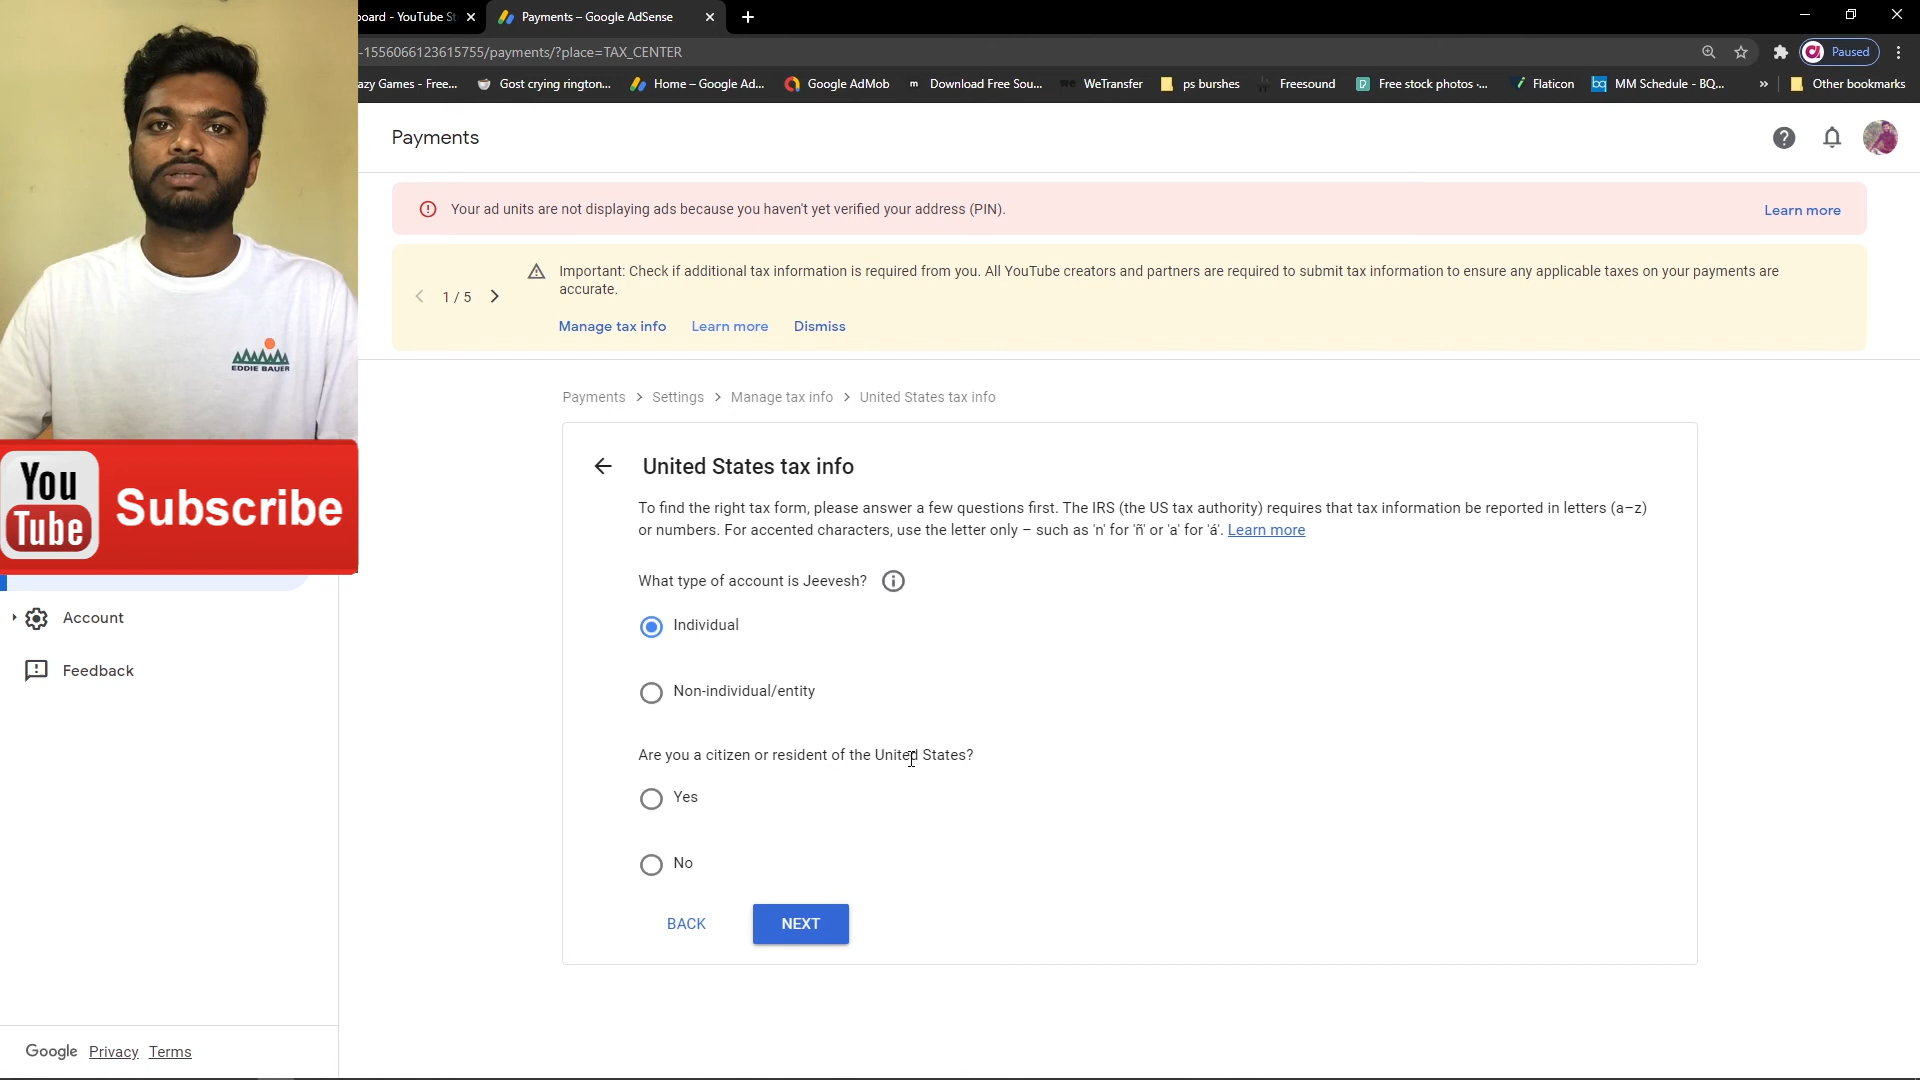 board - YouTube St
Payments – Google AdSense
-1556066123615755/payments/?place=TAX_CENTER
Paused
azy Games - Free...
Gost crying rington...
Home – Google Ad...
Google AdMob
Download Free Sou...
WeTransfer
ps burshes
Freesound
Free stock photos ·...
Flaticon
bq
MM Schedule - BQ...
»
Other bookmarks
Payments
Your ad units are not displaying ads because you haven't yet verified your address (PIN).
Learn more
Important: Check if additional tax information is required from you. All YouTube creators and partners are required to submit tax information to ensure any applicable taxes on your payments are
accurate.
1 / 5
Manage tax info Learn more Dismiss
EDDIE BAUER
Payments > Settings > Manage tax info > United States tax info
United States tax info
To find the right tax form, please answer a few questions first. The IRS (the US tax authority) requires that tax information be reported in letters (a–z)
or numbers. For accented characters, use the letter only – such as 'n' for 'ñ' or 'a' for 'á'. Learn more
You
Tube
Subscribe
What type of account is Jeevesh?
Individual
Non-individual/entity
Are you a citizen or resident of the United States?
Yes
No
BACK NEXT
Account
Feedback
Google Privacy Terms